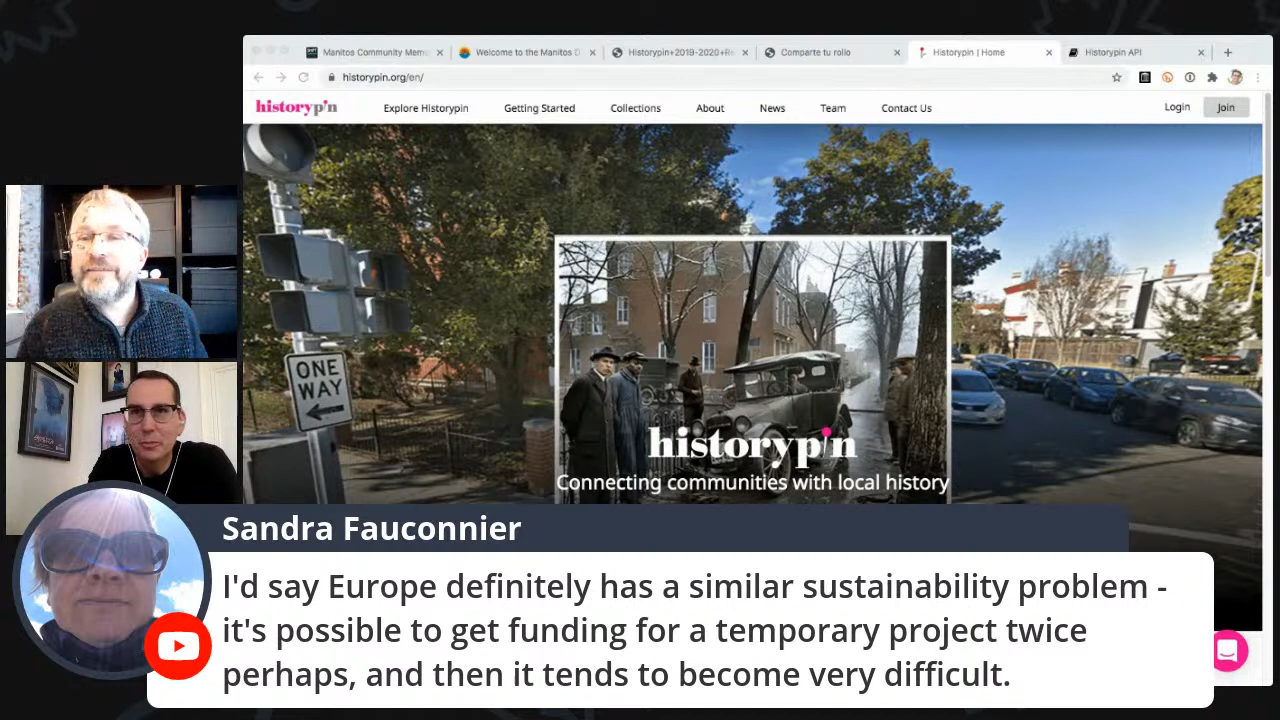 Manitos Community Memo
Welcome to the Manitos D
Historypin+2019-2020+Re
Comparte tu rollo
Historypin | Home
Historypin API
historypin.org/en/
historypin
Explore Historypin
Getting Started
Collections
About
News
Team
Contact Us
Login
Join
ONE
WAY
historypin
Connecting communities with local history
Sandra Fauconnier
I'd say Europe definitely has a similar sustainability problem -
it's possible to get funding for a temporary project twice
perhaps, and then it tends to become very difficult.